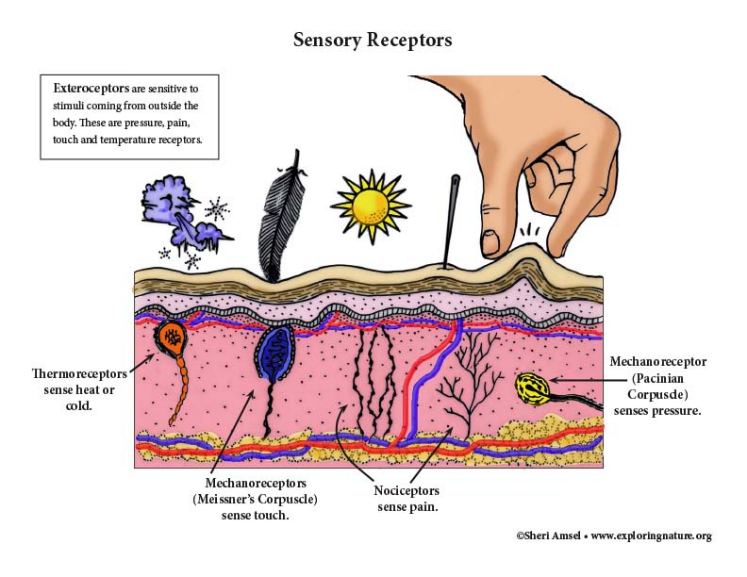 Sensory Receptors
Exteroceptors are sensitive to
stimuli coming from outside the
body. These are pressure, pain,
touch and temperature receptors.
Thermoreceptors
sense heat or
cold.
Mechanoreceptor
(Pacinian
Corpuscle)
senses pressure.
Mechanoreceptors
(Meissner's Corpuscle)
sense touch.
Nociceptors
sense pain.
©Sheri Amsel • www.exploringnature.org